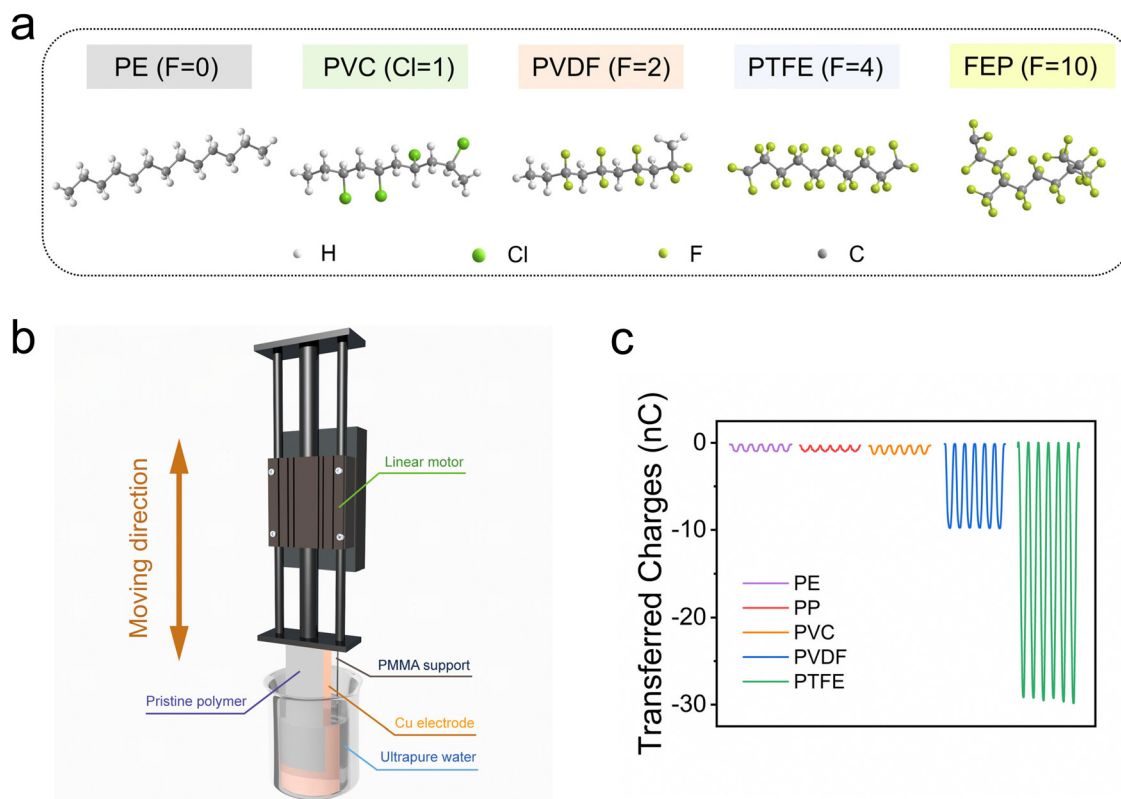 a
PE (F=0)
PVC (Cl=1)
PVDF (F=2)
PTFE (F=4)
FEP (F=10)
H
Cl
F
C
b
Moving direction
Linear motor
PMMA support
Pristine polymer
Cu electrode
Ultrapure water
c
Transferred Charges (nC)
0
-10
-20
-30
PE
PP
PVC
PVDF
PTFE